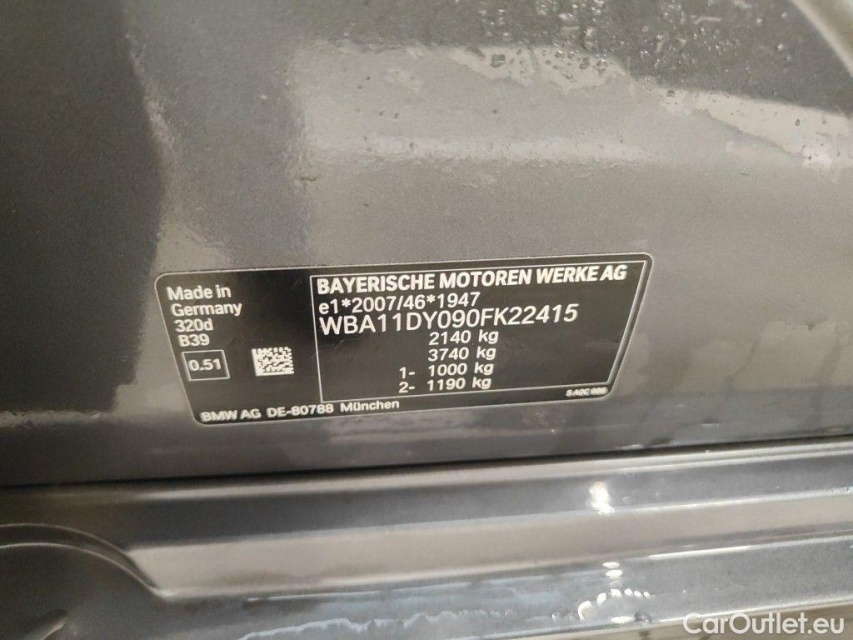 Made in
Germany
320d
B39
0.51
BAYERISCHE MOTOREN WERKE AG
e1*2007/46*1947
WBA11DY090FK22415
2140 kg
3740 kg
1- 1000 kg
2- 1190 kg
BMW AG DE-80788 München
CarOutlet.eu